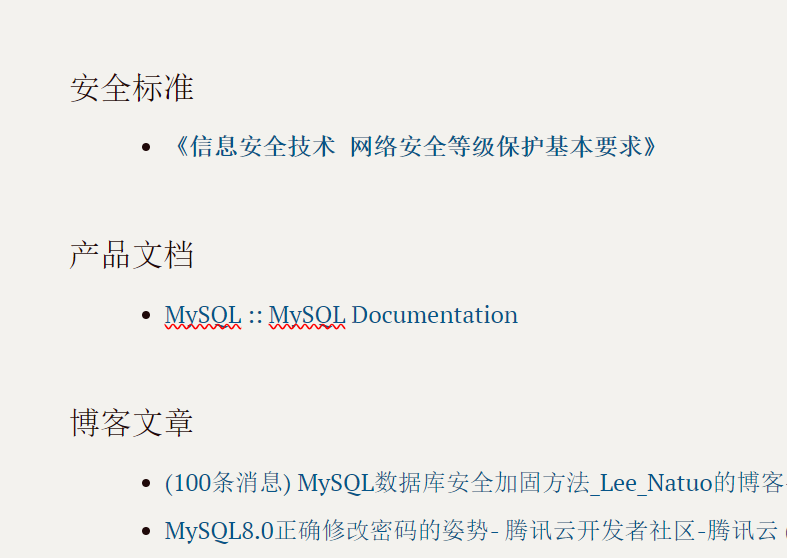 安全标准
《信息安全技术 网络安全等级保护基本要求》
产品文档
MySQL :: MySQL Documentation
博客文章
(100条消息) MySQL数据库安全加固方法_Lee_Natuo的博客
MySQL8.0正确修改密码的姿势- 腾讯云开发者社区-腾讯云 (